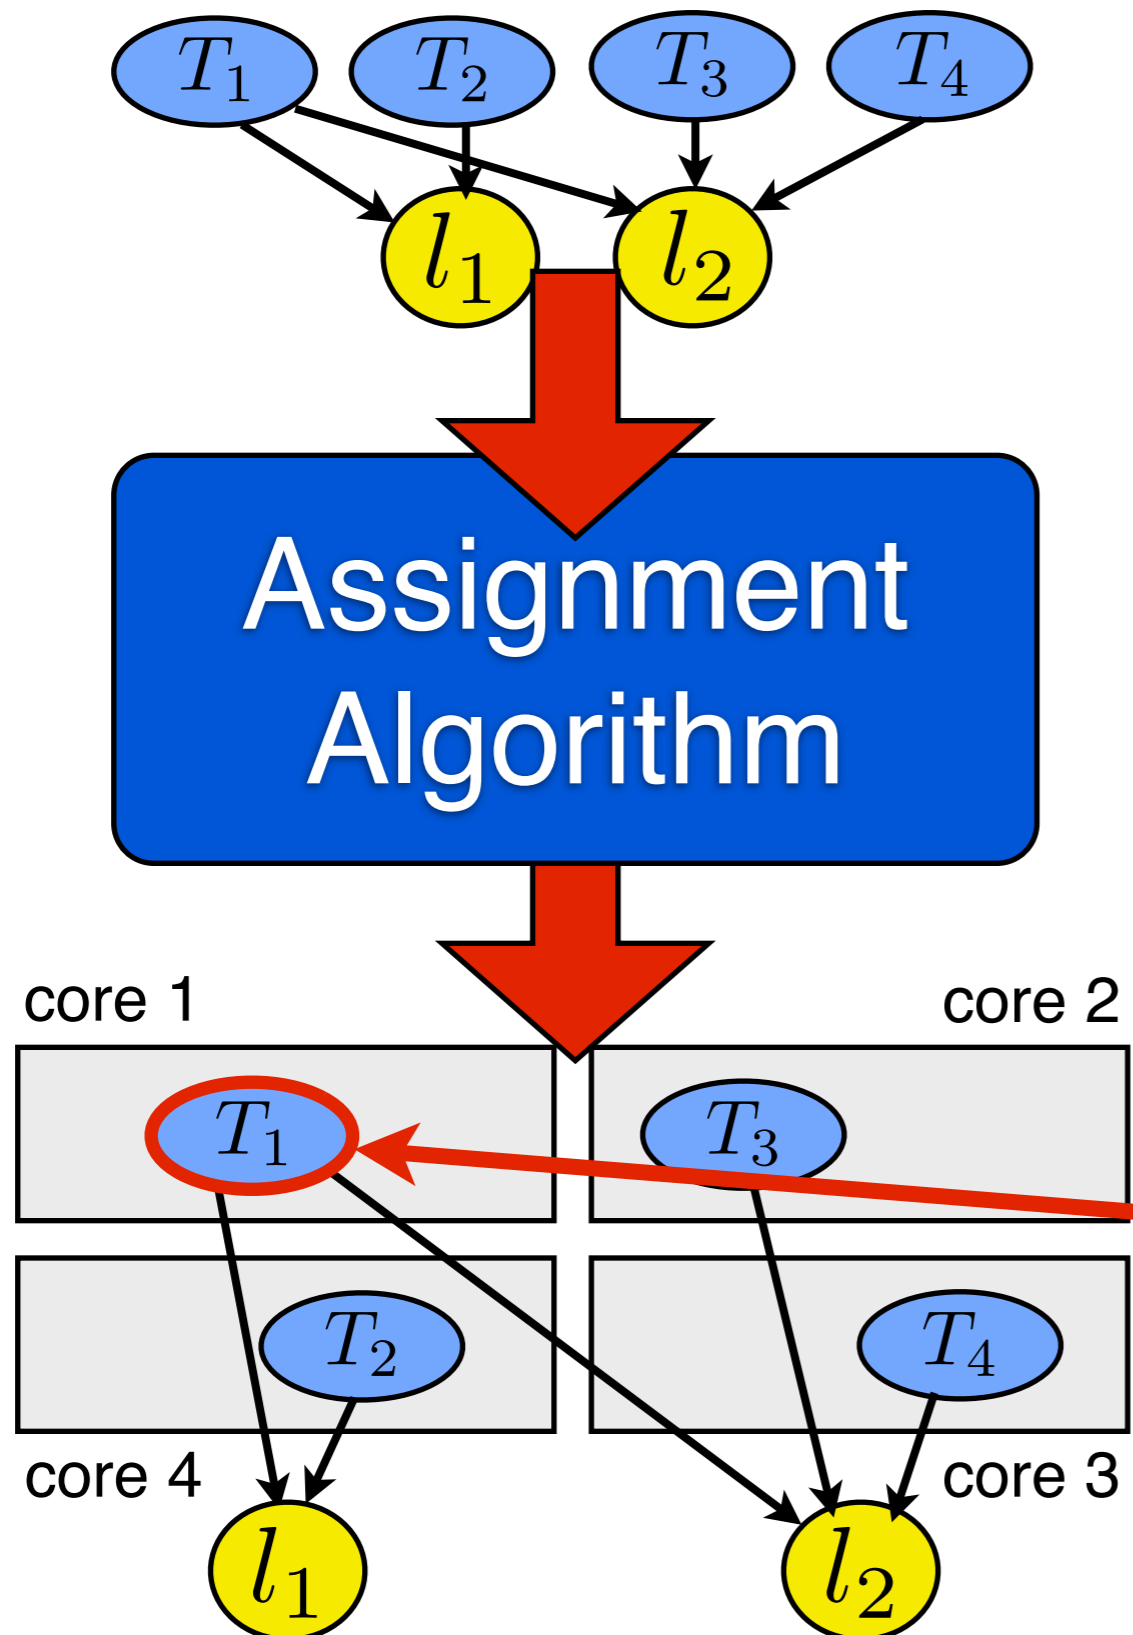 T1 T2 T3 T4
l1 l2
Assignment
Algorithm
core 1 core 2
T1 T3
T2 T4
core 4 core 3
l1 l2